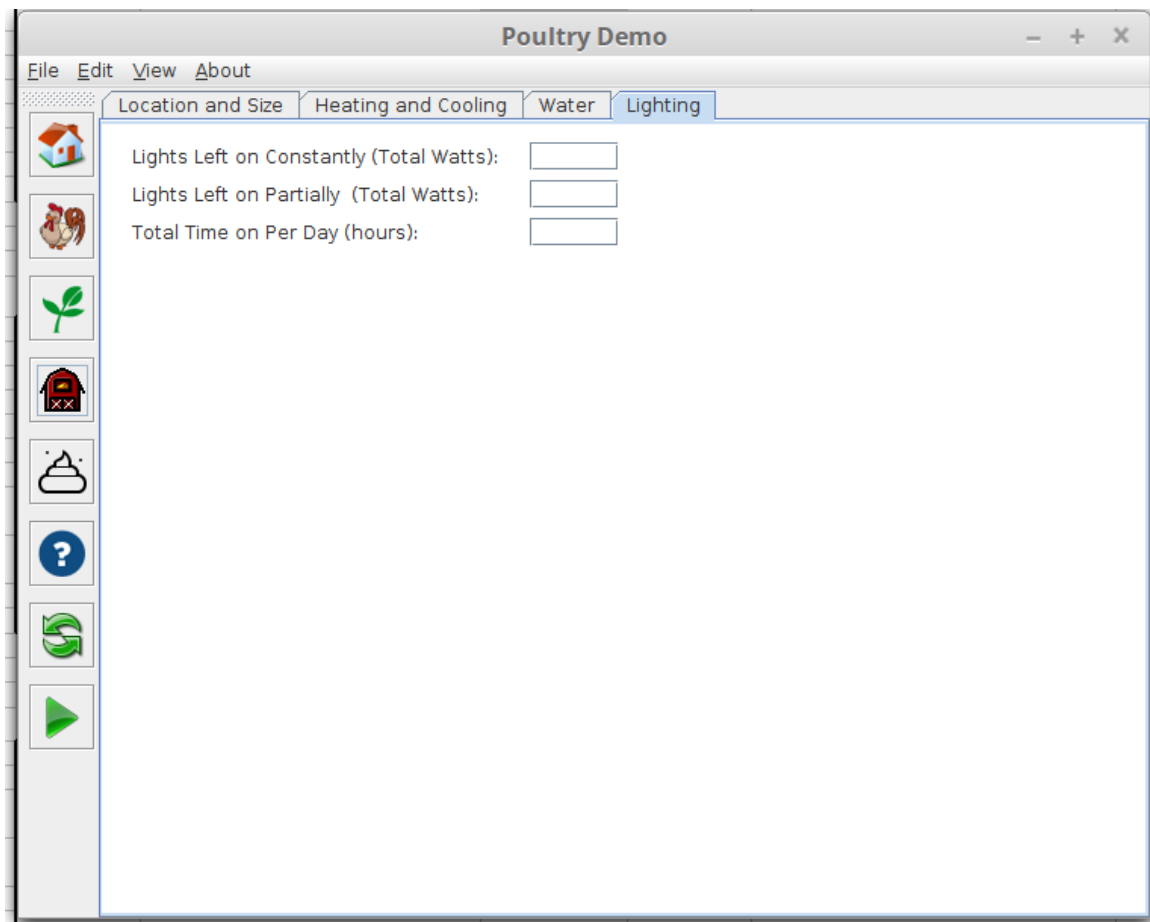 Poultry Demo
File Edit View About
Location and Size Heating and Cooling Water Lighting
Lights Left on Constantly (Total Watts):
Lights Left on Partially  (Total Watts):
Total Time on Per Day (hours):
?